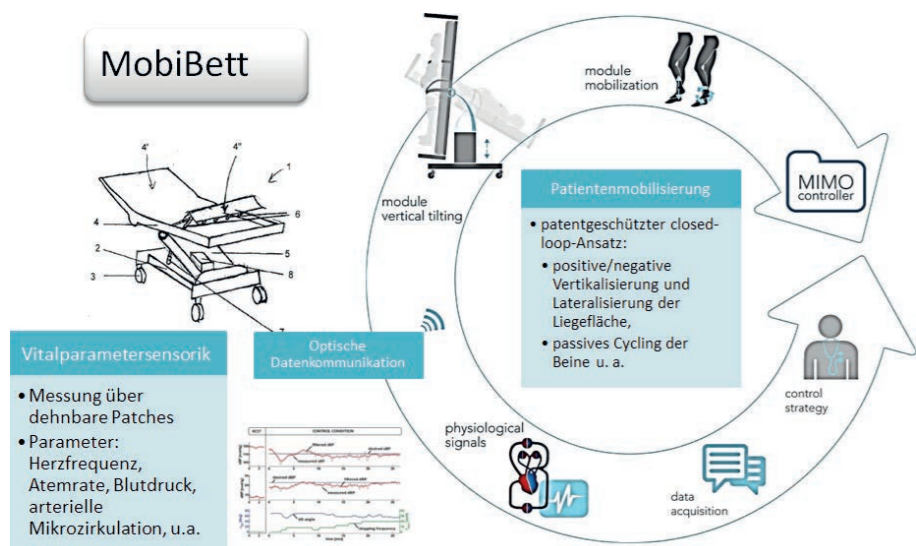 MobiBett
4'
4"
1
6
4
5
2
8
3
7
module
vertical tilting
module
mobilization
MIMO
controller
Patientenmobilisierung
• patentgeschützter closed-
loop-Ansatz:
• positive/negative
Vertikalisierung und
Lateralisierung der
Liegefläche,
• passives Cycling der
Beine u. a.
Vitalparametersensorik
• Messung über
dehnbare Patches
• Parameter:
Herzfrequenz,
Atemrate, Blutdruck,
arterielle
Mikrozirkulation, u.a.
Optische
Datenkommunikation
REST
CONTROL CONDITION
physiological
signals
data
acquisition
control
strategy